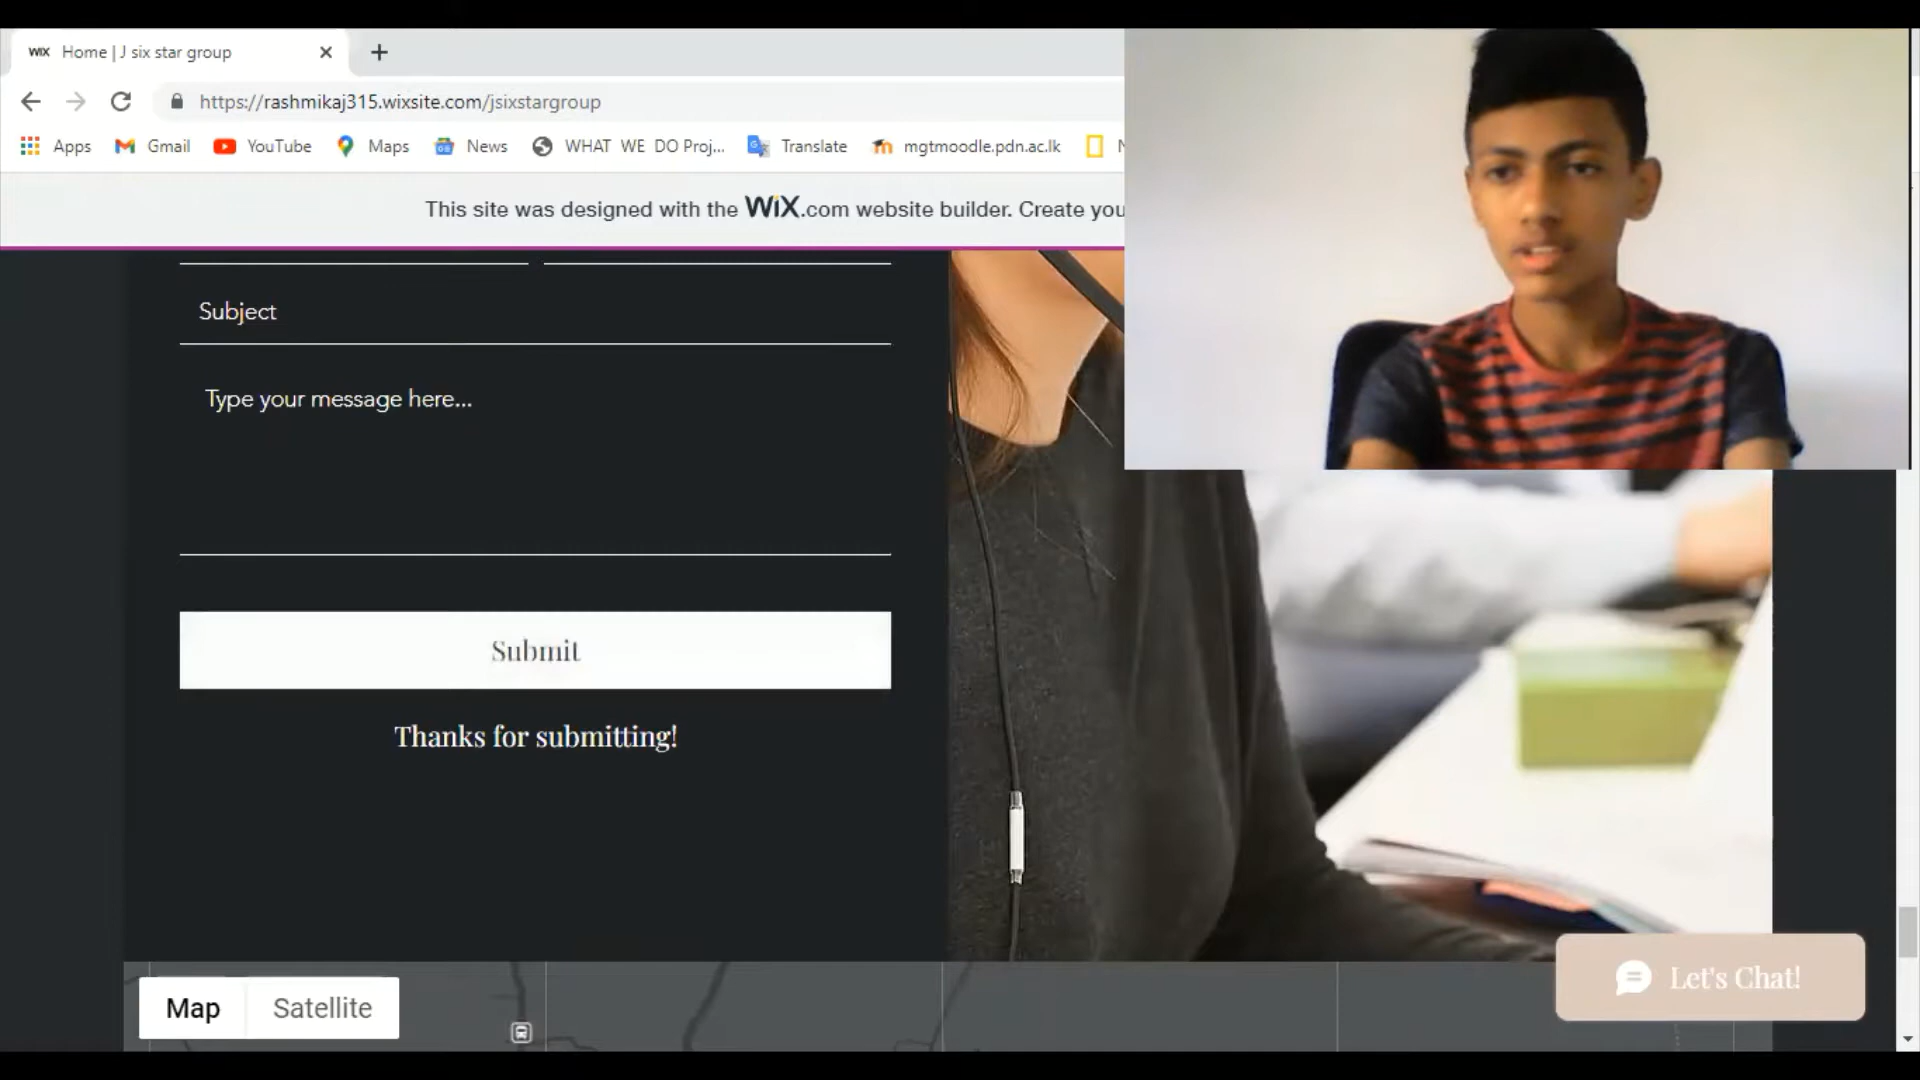 WIX Home | J six star group
https://rashmikaj315.wixsite.com/jsixstargroup
Apps Gmail YouTube Maps News WHAT WE DO Proj... Translate mgtmoodle.pdn.ac.lk N
This site was designed with the WiX.com website builder. Create you
Subject
Type your message here...
Submit
Thanks for submitting!
Map Satellite
Let's Chat!